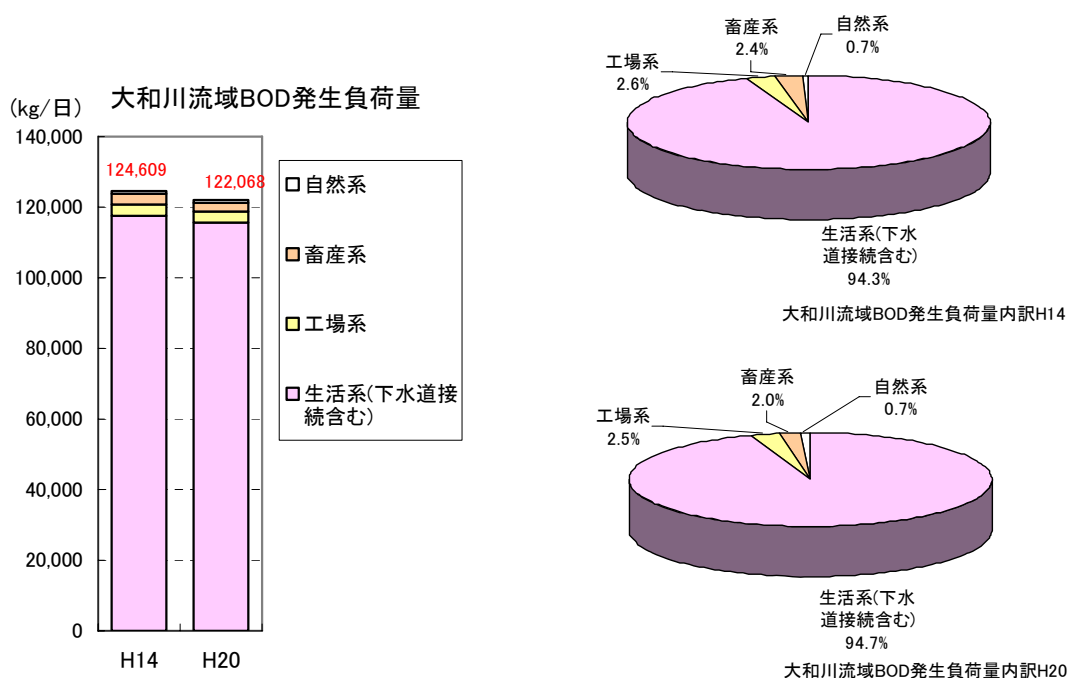 大和川流域BOD発生負荷量
(kg/日)
140,000
120,000
100,000
80,000
60,000
40,000
20,000
0
124,609
122,068
H14
H20
自然系
畜産系
工場系
生活系(下水道接
続含む)
自然系
0.7%
畜産系
2.4%
工場系
2.6%
生活系(下水
道接続含む)
94.3%
大和川流域BOD発生負荷量内訳H14
自然系
0.7%
畜産系
2.0%
工場系
2.5%
生活系(下水
道接続含む)
94.7%
大和川流域BOD発生負荷量内訳H20